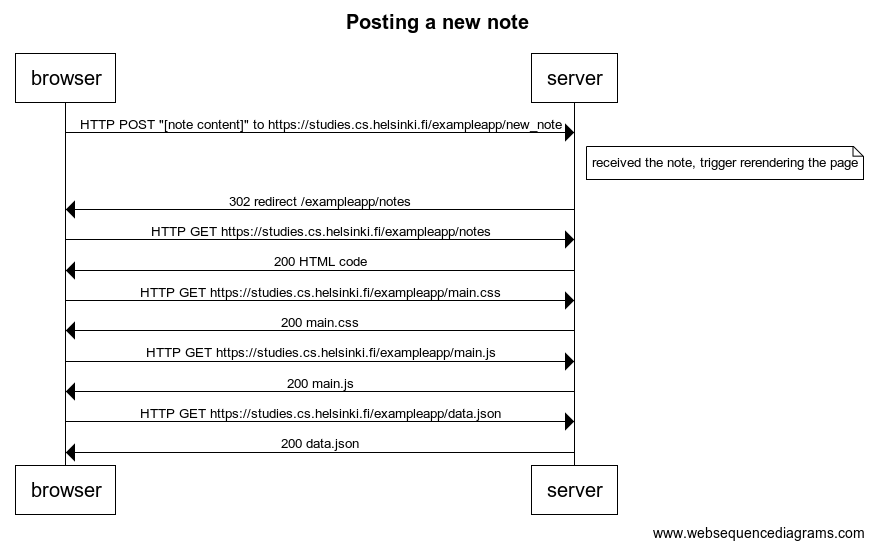 Posting a new note
browser
server
HTTP POST "[note content]" to https://studies.cs.helsinki.fi/exampleapp/new_note
received the note, trigger rerendering the page
302 redirect /exampleapp/notes
HTTP GET https://studies.cs.helsinki.fi/exampleapp/notes
200 HTML code
HTTP GET https://studies.cs.helsinki.fi/exampleapp/main.css
200 main.css
HTTP GET https://studies.cs.helsinki.fi/exampleapp/main.js
200 main.js
HTTP GET https://studies.cs.helsinki.fi/exampleapp/data.json
200 data.json
browser
server
www.websequencediagrams.com